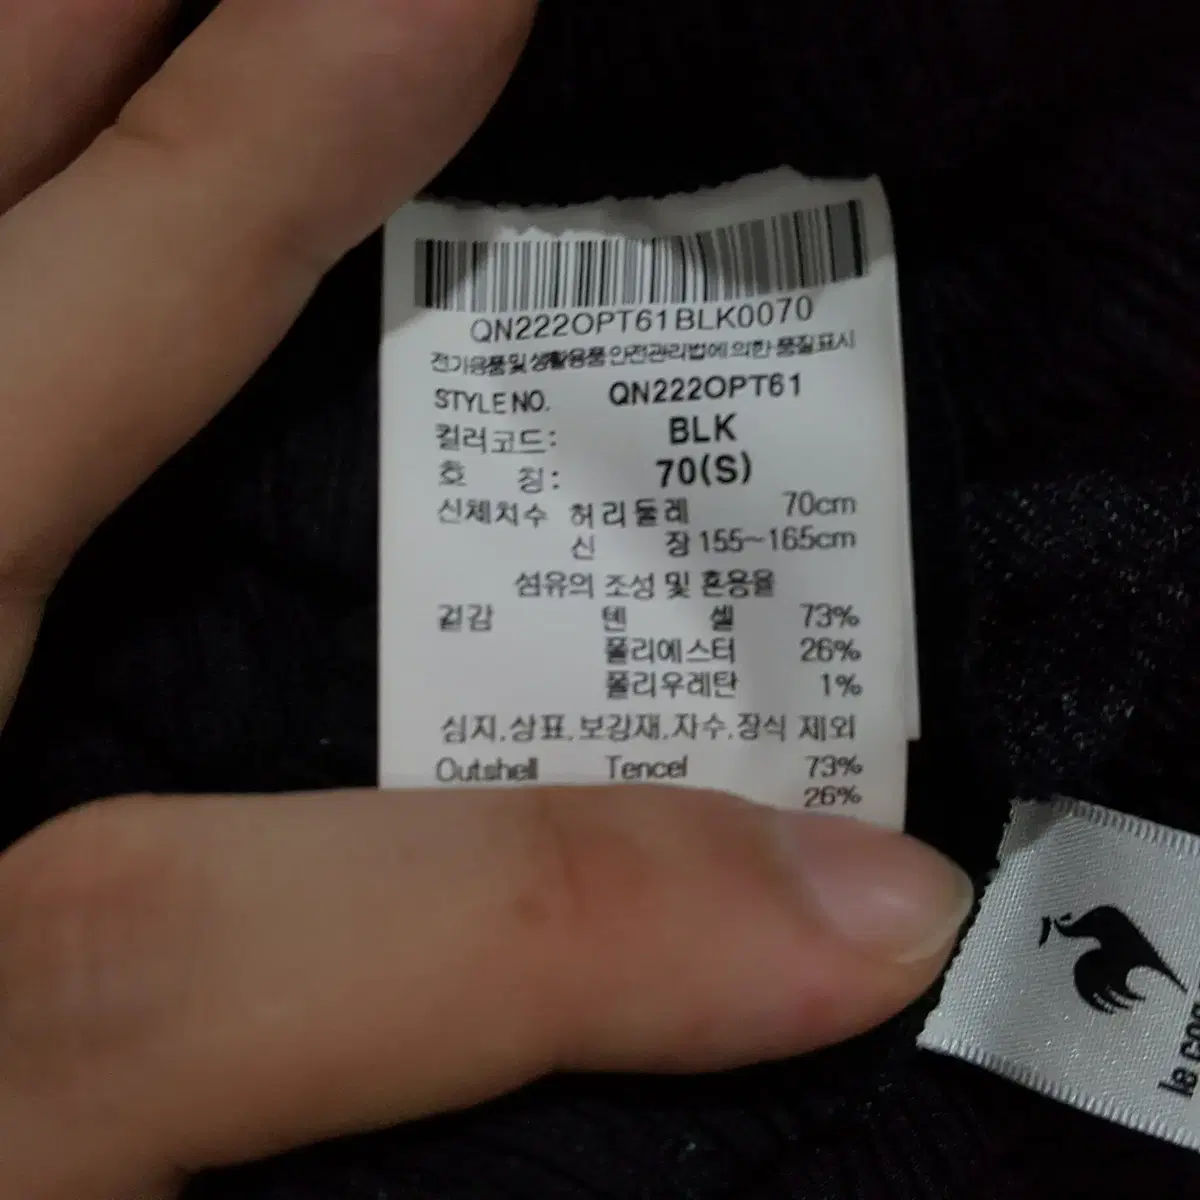 QN222OPT61BLK0070
전기용품및생활용품안전관리법에의한 품질표시
STYLE NO. QN222OPT61
컬러코드: BLK
호 칭: 70(S)
신체치수 허리둘레 70cm
신 장 155~165cm
섬유의 조성 및 혼용율
겉감 텐 셀 73%
폴리에스터 26%
폴리우레탄 1%
심지.상표.보강재.자수.장식 제외
Outshell Tencel 73%
26%
le coq